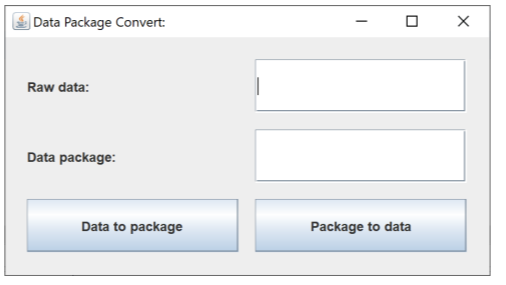 Data Package Convert:
Raw data:
Data package:
Data to package
Package to data